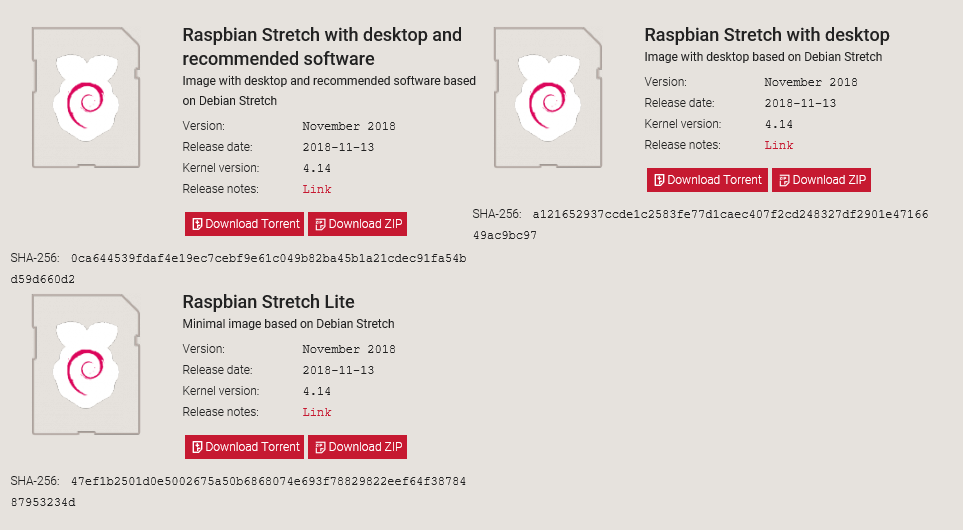 Raspbian Stretch with desktop and
recommended software
Image with desktop and recommended software based
on Debian Stretch
Version: November 2018
Release date: 2018-11-13
Kernel version: 4.14
Release notes: Link
Download Torrent Download ZIP
SHA-256: 0ca644539fdaf4e19ec7cebf9e61c049b82ba45b1a21cdec91fa54b
d59d660d2
Raspbian Stretch with desktop
Image with desktop based on Debian Stretch
Version: November 2018
Release date: 2018-11-13
Kernel version: 4.14
Release notes: Link
Download Torrent Download ZIP
SHA-256: a121652937ccde1c2583fe77d1caec407f2cd248327df2901e47166
49ac9bc97
Raspbian Stretch Lite
Minimal image based on Debian Stretch
Version: November 2018
Release date: 2018-11-13
Kernel version: 4.14
Release notes: Link
Download Torrent Download ZIP
SHA-256: 47ef1b2501d0e5002675a50b6868074e693f78829822eef64f38784
87953234d